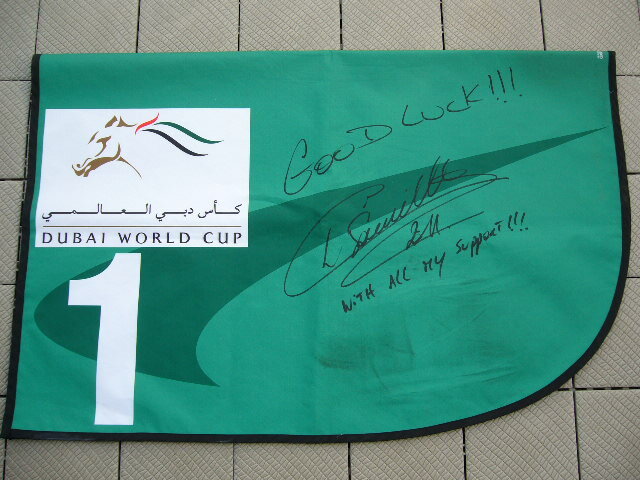 كأس دبي العالمي
DUBAI WORLD CUP
1
GOOD LUCK!!!
WITH ALL MY SUPPORT!!!